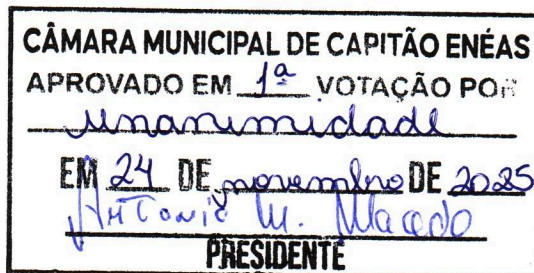 CÂMARA MUNICIPAL DE CAPITÃO ENÉAS
APROVADO EM 1ª VOTAÇÃO POR
unanimidade
EM 24 DE novembro DE 2025
Antonio M. Macedo
PRESIDENTE